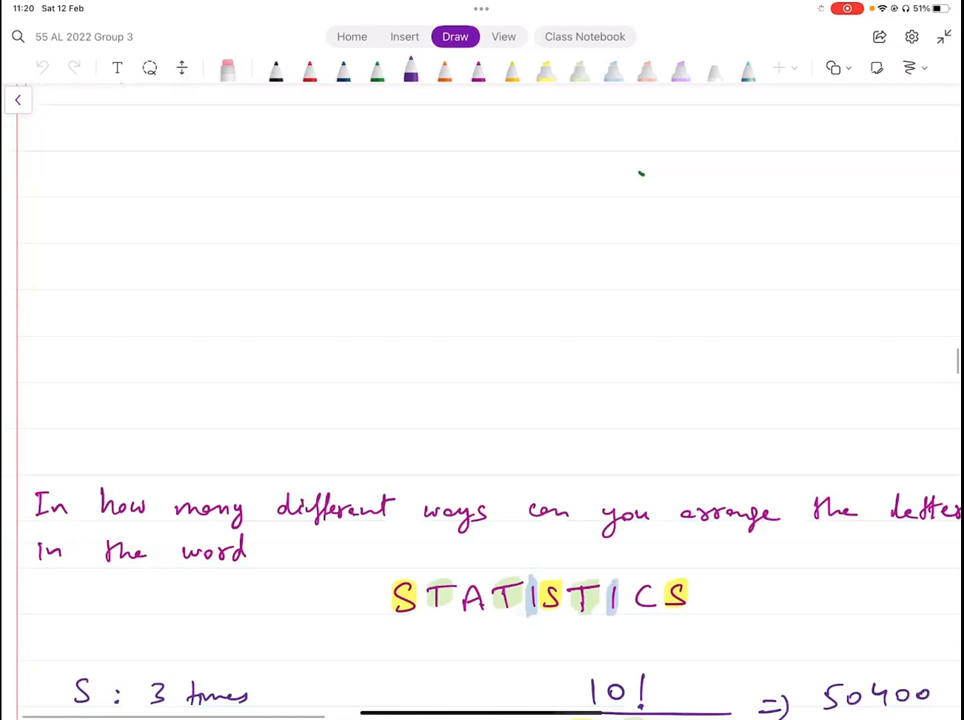 11:20 Sat 12 Feb
51%
55 AL 2022 Group 3
Home Insert Draw View Class Notebook
T
In how many different ways can you arrange the letter
in the word
STATISTICS
S : 3 times
10! => 50400